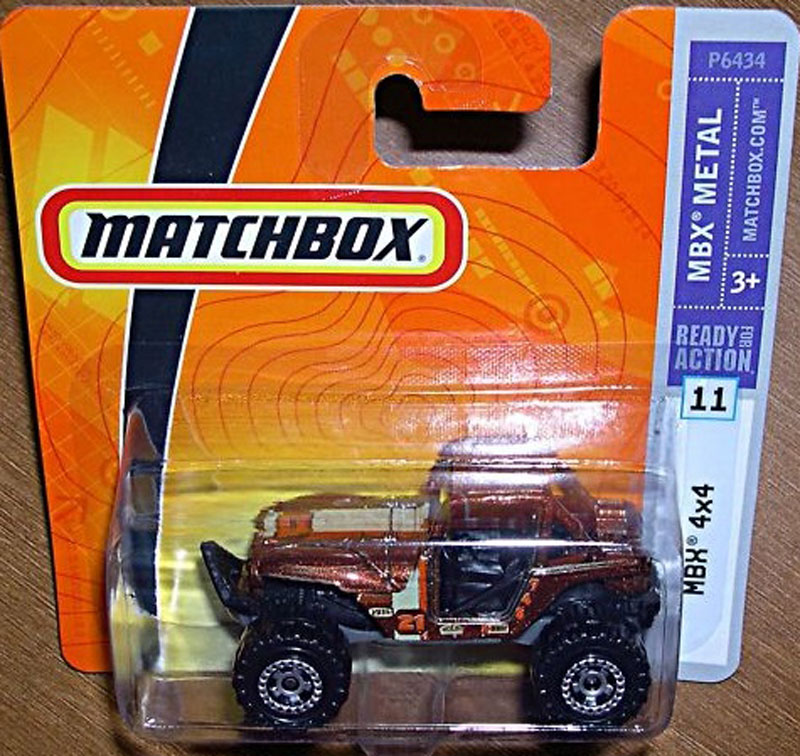 MATCHBOX®
P6434
MBX® METAL
MATCHBOX.COM™
3+
READY FOR ACTION
11
MBX® 4x4
21